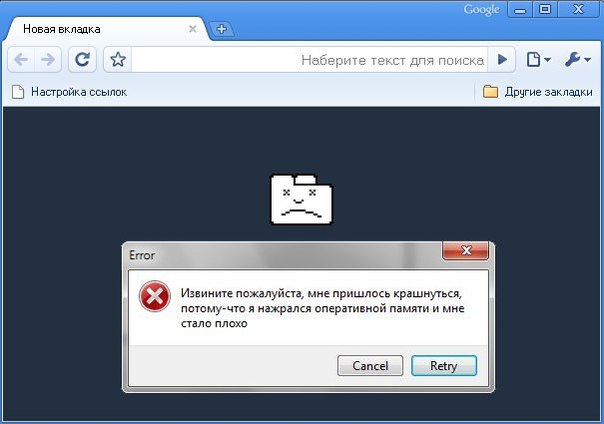 Google
Новая вкладка
Наберите текст для поиска
Настройка ссылок
Другие закладки
Error
Извините пожалуйста, мне пришлось крашнуться,
потому-что я нажрался оперативной памяти и мне
стало плохо
Cancel
Retry